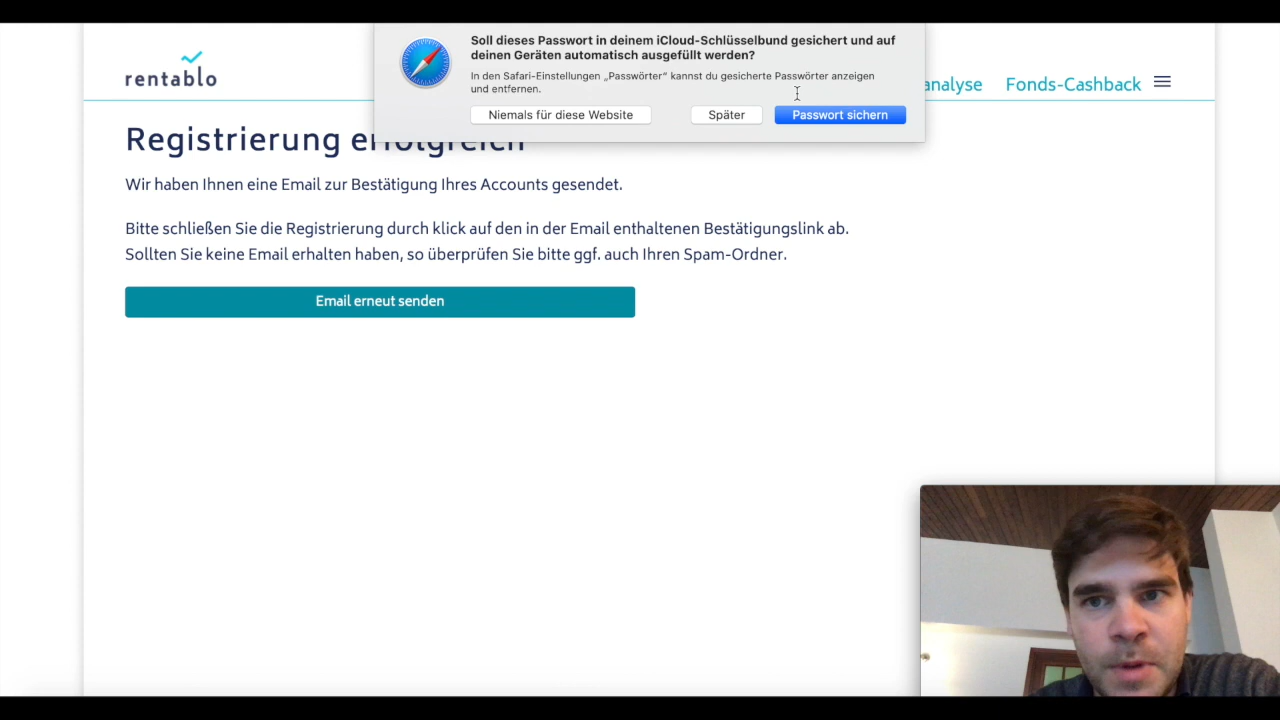 Soll dieses Passwort in deinem iCloud-Schlüsselbund gesichert und auf
deinen Geräten automatisch ausgefüllt werden?
In den Safari-Einstellungen „Passwörter“ kannst du gesicherte Passwörter anzeigen
und entfernen.
Niemals für diese Website
Später
Passwort sichern
rentablo
analyse
Fonds-Cashback
Registrierung erfolgreich
Wir haben Ihnen eine Email zur Bestätigung Ihres Accounts gesendet.
Bitte schließen Sie die Registrierung durch klick auf den in der Email enthaltenen Bestätigungslink ab.
Sollten Sie keine Email erhalten haben, so überprüfen Sie bitte ggf. auch Ihren Spam-Ordner.
Email erneut senden